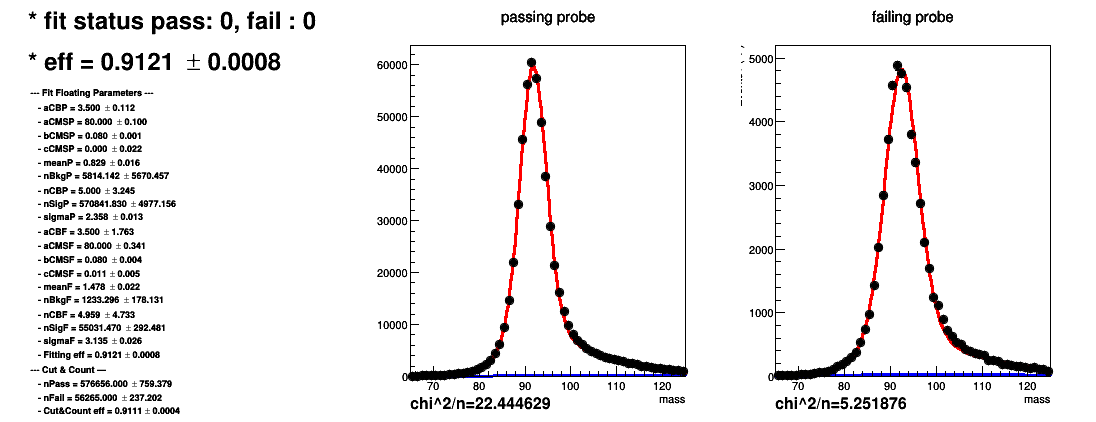 * fit status pass: 0, fail : 0
* eff = 0.9121 ± 0.0008
--- Fit Floating Parameters ---
- aCBP = 3.500 ± 0.112
- aCMSP = 80.000 ± 0.100
- bCMSP = 0.080 ± 0.001
- cCMSP = 0.000 ± 0.022
- meanP = 0.829 ± 0.016
- nBkgP = 5814.142 ± 5670.457
- nCBP = 5.000 ± 3.245
- nSigP = 570841.830 ± 4977.156
- sigmaP = 2.358 ± 0.013
- aCBF = 3.500 ± 1.763
- aCMSF = 80.000 ± 0.341
- bCMSF = 0.080 ± 0.004
- cCMSF = 0.011 ± 0.005
- meanF = 1.478 ± 0.022
- nBkgF = 1233.296 ± 178.131
- nCBF = 4.959 ± 4.733
- nSigF = 55031.470 ± 292.481
- sigmaF = 3.135 ± 0.026
- Fitting eff = 0.9121 ± 0.0008
--- Cut & Count ---
- nPass = 576656.000 ± 759.379
- nFail = 56265.000 ± 237.202
- Cut&Count eff = 0.9111 ± 0.0004
passing probe
60000
50000
40000
30000
20000
10000
0
70 80 90 100 110 120
mass
chi^2/n=22.444629
failing probe
5000
4000
3000
2000
1000
0
70 80 90 100 110 120
mass
chi^2/n=5.251876